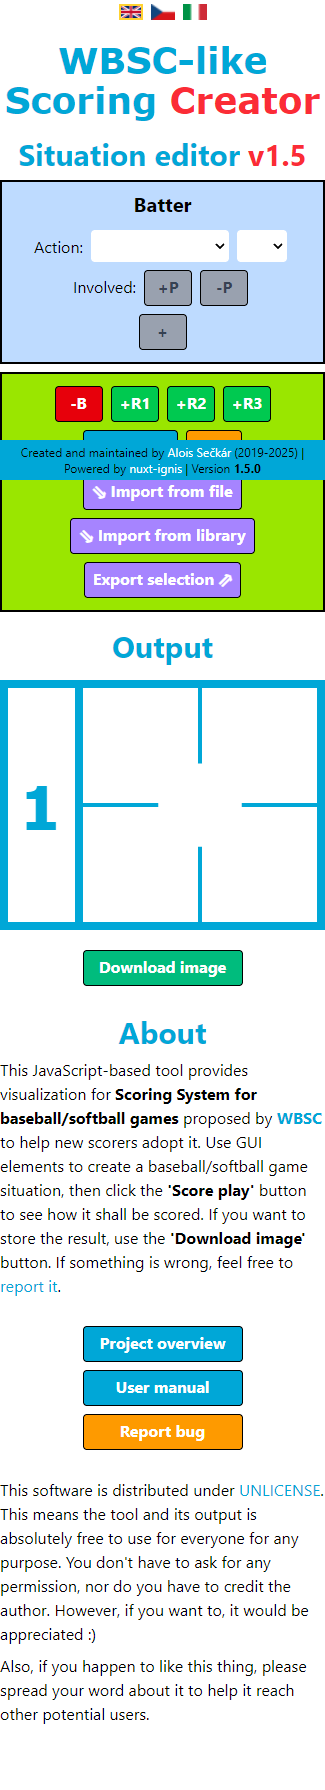 WBSC-like
Scoring Creator
Situation editor v1.5
Batter
Action:
Involved: +P -P
+
-B +R1 +R2 +R3
Created and maintained by Alois Sečkár (2019-2025) |
Powered by nuxt-ignis | Version 1.5.0
⇘ Import from file
⇘ Import from library
Export selection ⇗
Output
1
Download image
About
This JavaScript-based tool provides
visualization for Scoring System for
baseball/softball games proposed by WBSC
to help new scorers adopt it. Use GUI
elements to create a baseball/softball game
situation, then click the 'Score play' button
to see how it shall be scored. If you want to
store the result, use the 'Download image'
button. If something is wrong, feel free to
report it.
Project overview
User manual
Report bug
This software is distributed under UNLICENSE.
This means the tool and its output is
absolutely free to use for everyone for any
purpose. You don't have to ask for any
permission, nor do you have to credit the
author. However, if you want to, it would be
appreciated :)
Also, if you happen to like this thing, please
spread your word about it to help it reach
other potential users.